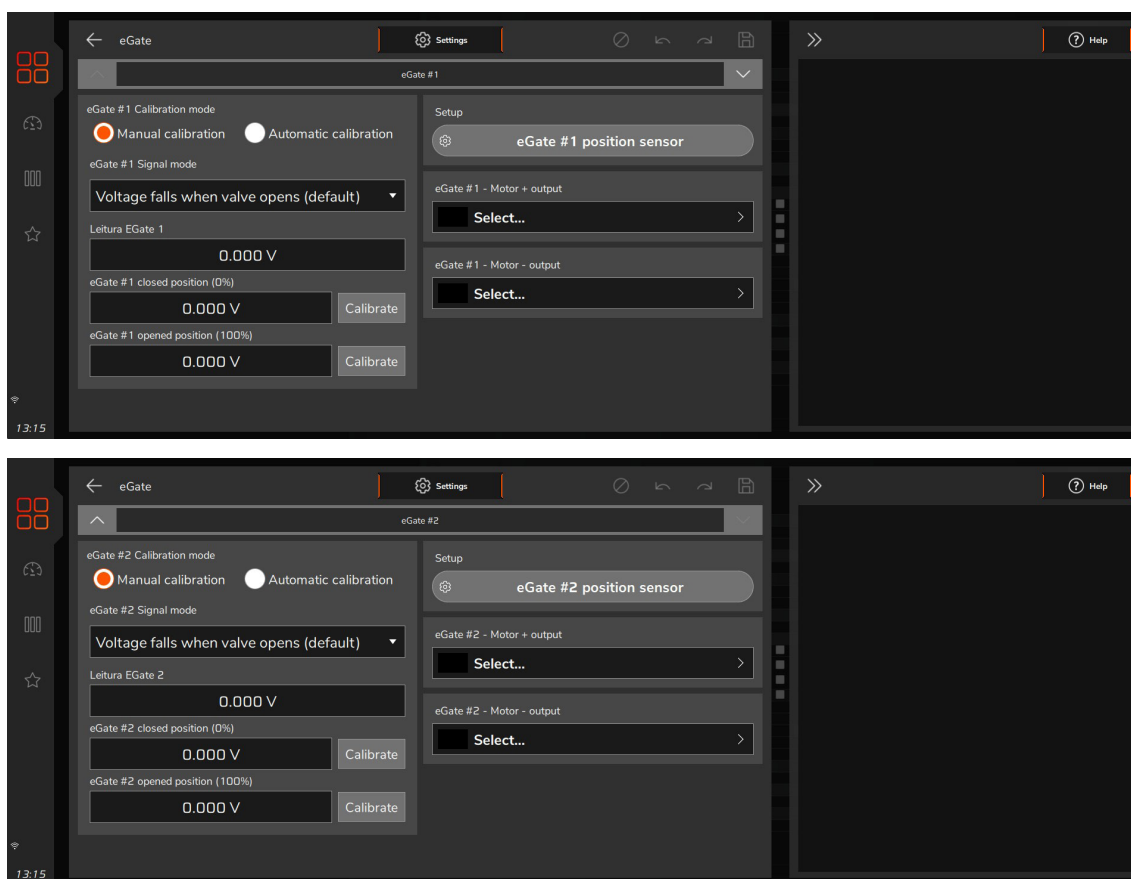 eGate
Settings
Help
eGate #1
eGate #1 Calibration mode
Manual calibration
Automatic calibration
eGate #1 Signal mode
Voltage falls when valve opens (default)
Leitura EGate 1
0.000 V
eGate #1 closed position (0%)
0.000 V
Calibrate
eGate #1 opened position (100%)
0.000 V
Calibrate
Setup
eGate #1 position sensor
eGate #1 - Motor + output
Select...
eGate #1 - Motor - output
Select...
13:15
eGate
Settings
Help
eGate #2
eGate #2 Calibration mode
Manual calibration
Automatic calibration
eGate #2 Signal mode
Voltage falls when valve opens (default)
Leitura EGate 2
0.000 V
eGate #2 closed position (0%)
0.000 V
Calibrate
eGate #2 opened position (100%)
0.000 V
Calibrate
Setup
eGate #2 position sensor
eGate #2 - Motor + output
Select...
eGate #2 - Motor - output
Select...
13:15